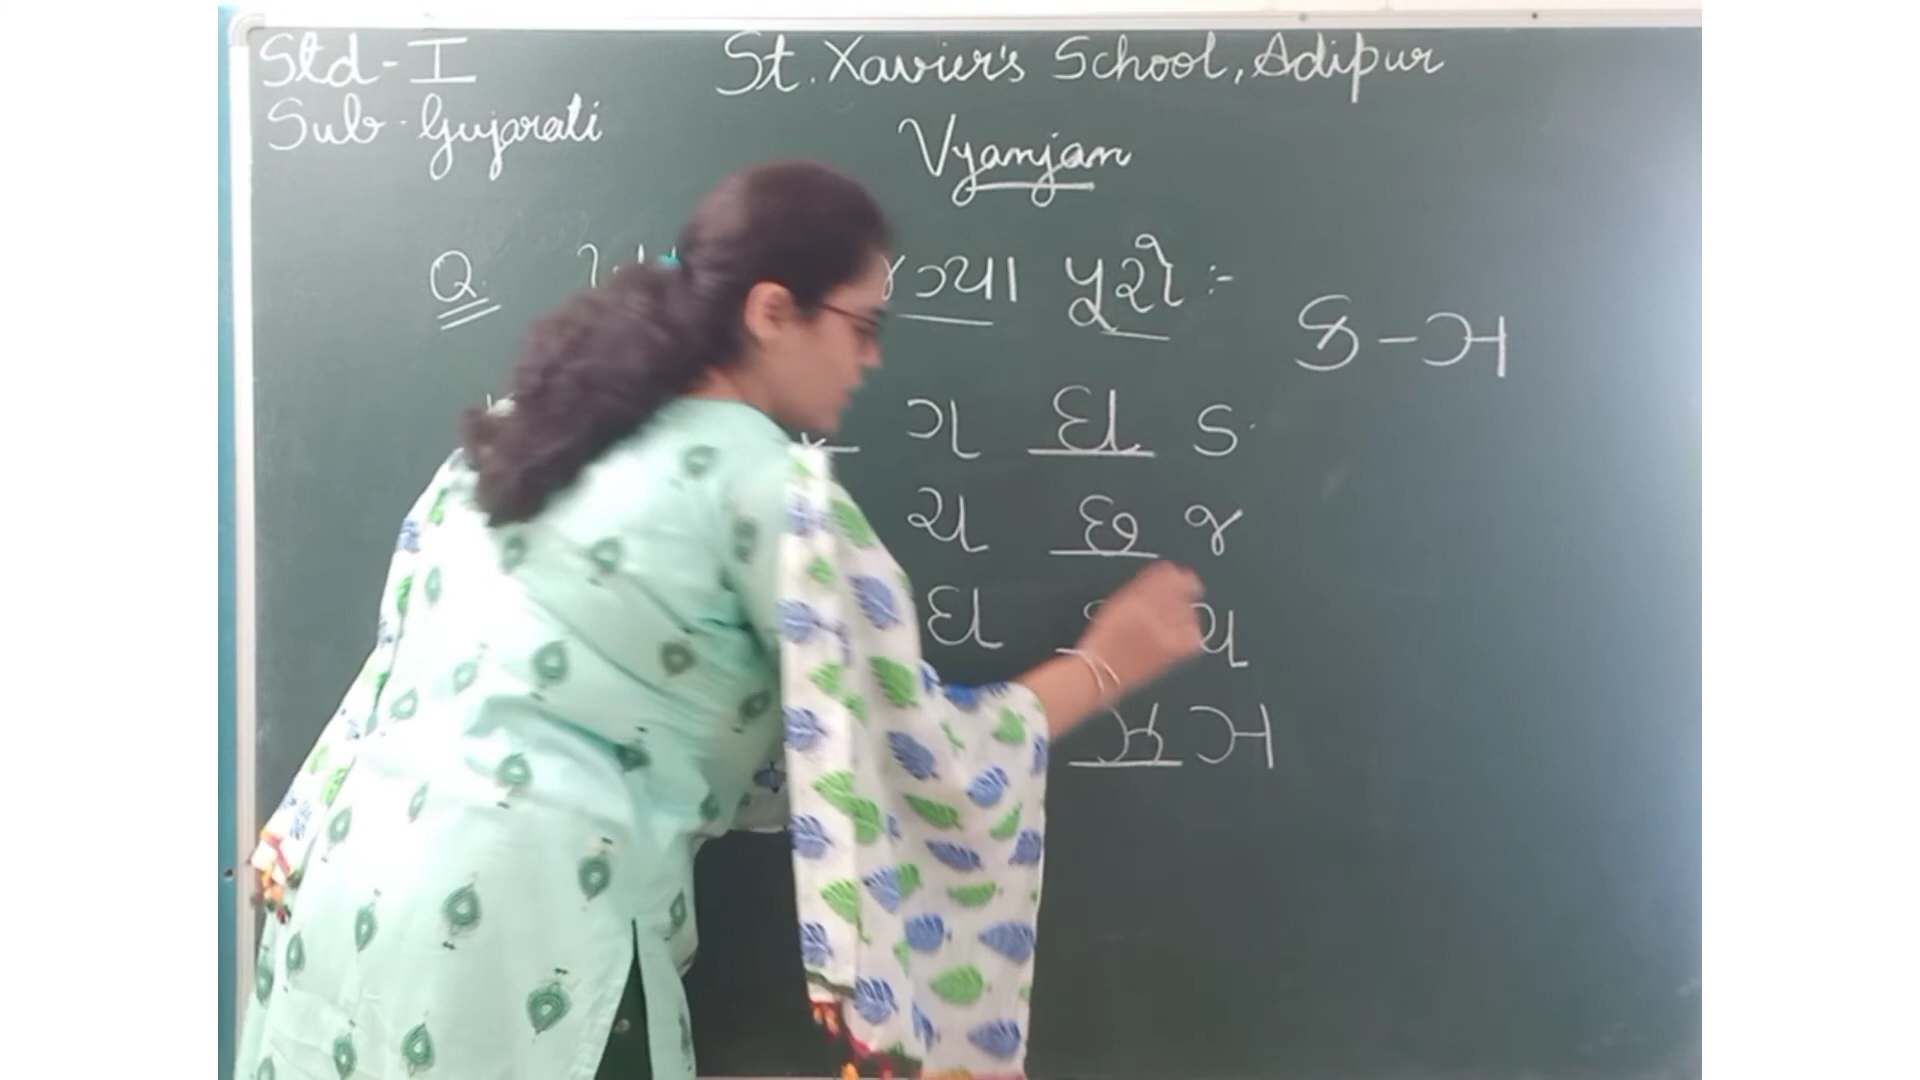 Std - I St. Xavier's School, Adipur
Sub - Gujarati
Vyanjan
Q. જગ્યા પૂરો :-
ક - અ
ગ ઘ ડ.
ચ છ જ
ઘ ચ
ઝ અ